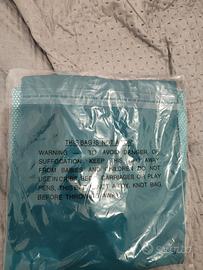 THIS BAG IS NOT A TOY
WARNING — TO AVOID DANGER OF
SUFFOCATION KEEP THIS BAG AWAY
FROM BABIES AND CHILDREN DO NOT
USE IN CRIBS BEDS CARRIAGES OR PLAY
PENS, THIS BAG IS NOT A TOY, KNOT BAG
BEFORE THROWING AWAY.
Subito